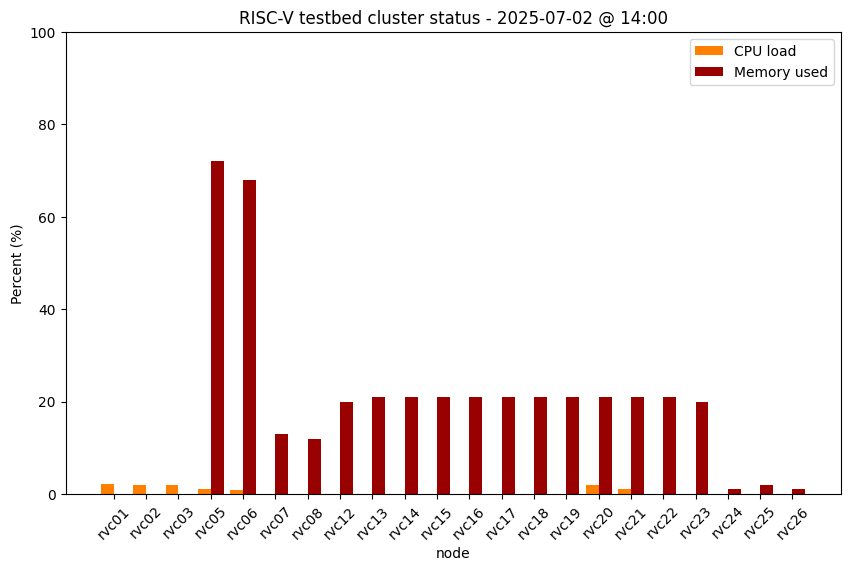 RISC-V testbed cluster status - 2025-07-02 @ 14:00
CPU load
Memory used
Percent (%)
100
80
60
40
20
0
rvc01 rvc02 rvc03 rvc05 rvc06 rvc07 rvc08 rvc12 rvc13 rvc14 rvc15 rvc16 rvc17 rvc18 rvc19 rvc20 rvc21 rvc22 rvc23 rvc24 rvc25 rvc26
node